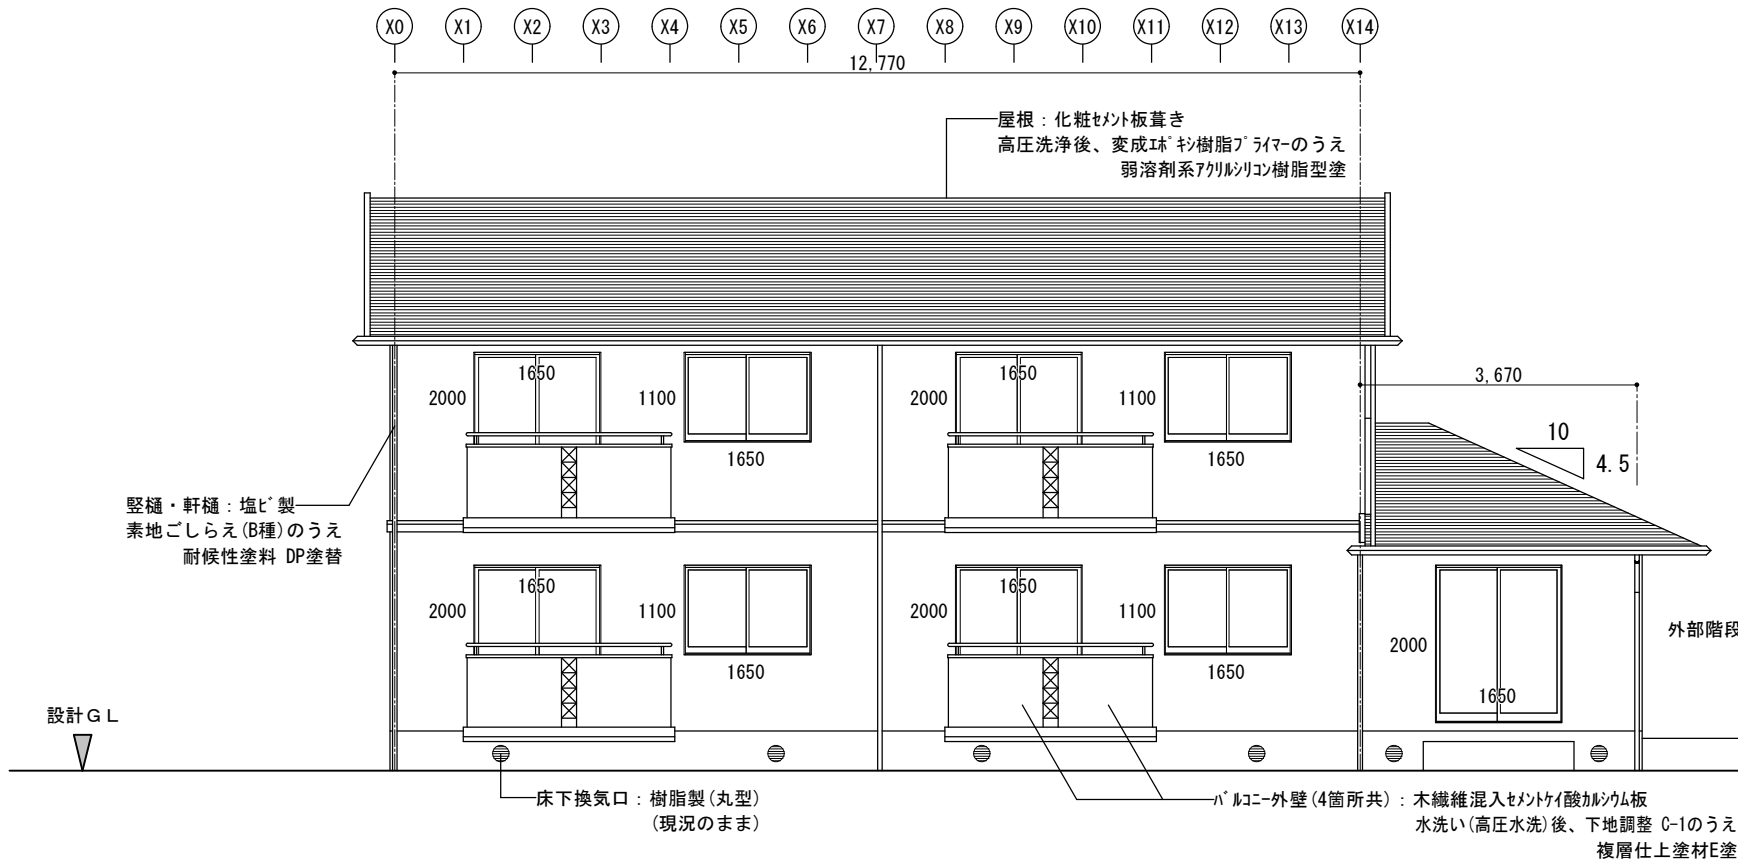 X0 X1 X2 X3 X4 X5 X6 X7 X8 X9 X10 X11 X12 X13 X14
12,770
屋根：化粧ｾﾒﾝﾄ板葺き
高圧洗浄後、変成ｴﾎﾟｷｼ樹脂ﾌﾟﾗｲﾏｰのうえ
弱溶剤系ｱｸﾘﾙｼﾘｺﾝ樹脂型塗
1650
2000
1100
1650
1650
2000
1100
1650
3,670
10
4.5
竪樋・軒樋：塩ﾋﾞ製
素地ごしらえ(B種)のうえ
耐候性塗料 DP塗替
1650
2000
1100
1650
1650
2000
1100
1650
外部階段
2000
1650
設計ＧＬ
床下換気口：樹脂製(丸型)
(現況のまま)
ﾊﾞﾙｺﾆｰ外壁(4箇所共)：木繊維混入ｾﾒﾝﾄｹｲ酸ｶﾙｼｳﾑ板
水洗い(高圧水洗)後、下地調整 C-1のうえ
複層仕上塗材E塗